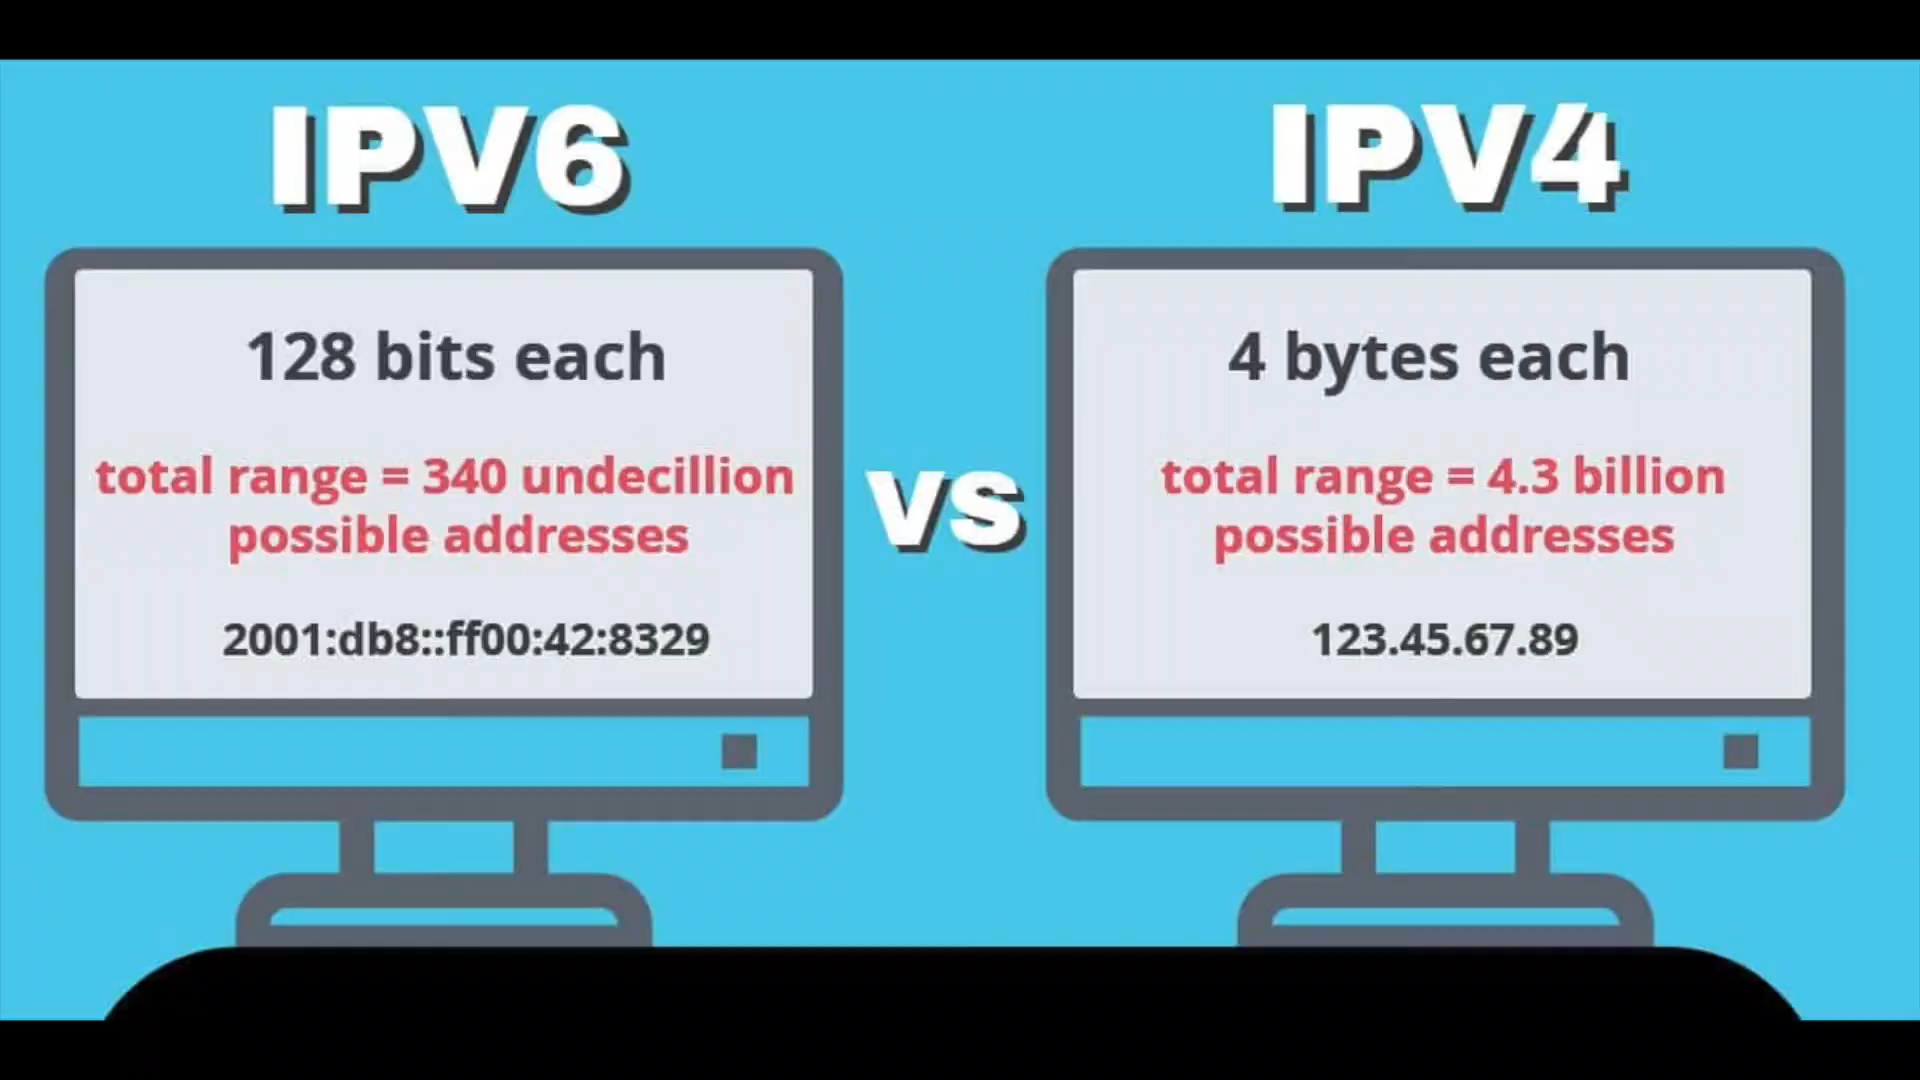 IPV6
128 bits each
total range = 340 undecillion
possible addresses
2001:db8::ff00:42:8329
VS
IPV4
4 bytes each
total range = 4.3 billion
possible addresses
123.45.67.89